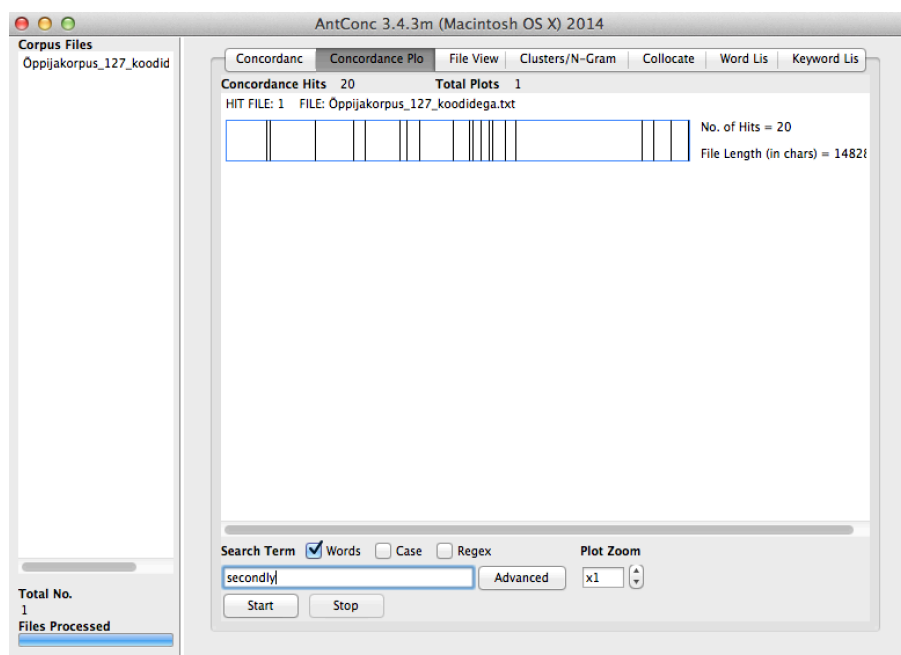 AntConc 3.4.3m (Macintosh OS X) 2014
Corpus Files
Õppijakorpus_127_koodid
Concordanc Concordance Plo File View Clusters/N-Gram Collocate Word Lis Keyword Lis
Concordance Hits 20 Total Plots 1
HIT FILE: 1 FILE: Õppijakorpus_127_koodidega.txt
No. of Hits = 20
File Length (in chars) = 14828
Search Term Words Case Regex Plot Zoom
secondly Advanced x1
Start Stop
Total No.
1
Files Processed